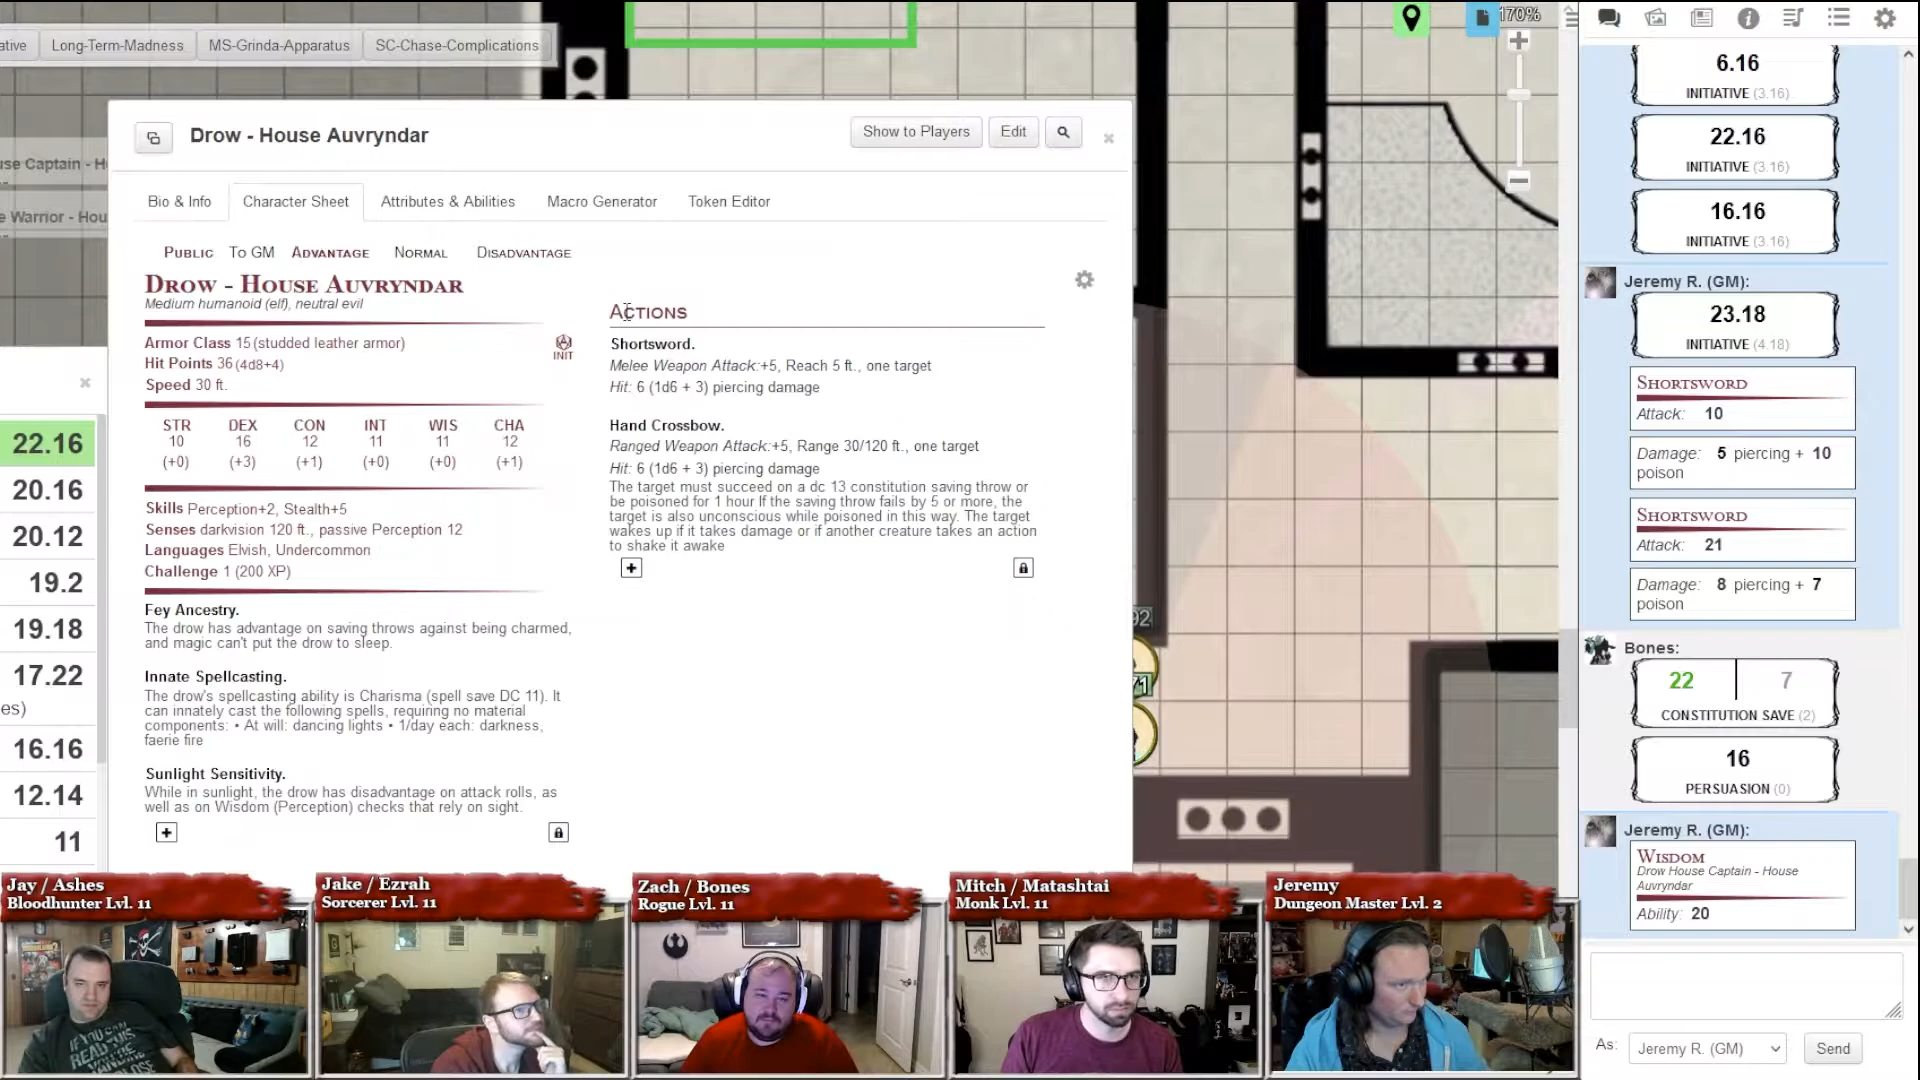 ative
Long-Term-Madness
MS-Grinda-Apparatus
SC-Chase-Complications
170%
use Captain - H
e Warrior - Hou
Drow - House Auvryndar
Show to Players
Edit
Bio & Info
Character Sheet
Attributes & Abilities
Macro Generator
Token Editor
PUBLIC TO GM ADVANTAGE NORMAL DISADVANTAGE
DROW - HOUSE AUVRYNDAR
Medium humanoid (elf), neutral evil
Armor Class 15 (studded leather armor)
Hit Points 36 (4d8+4)
Speed 30 ft.
INIT
STR DEX CON INT WIS CHA
10 16 12 11 11 12
(+0) (+3) (+1) (+0) (+0) (+1)
Skills Perception+2, Stealth+5
Senses darkvision 120 ft., passive Perception 12
Languages Elvish, Undercommon
Challenge 1 (200 XP)
Fey Ancestry.
The drow has advantage on saving throws against being charmed,
and magic can't put the drow to sleep.
Innate Spellcasting.
The drow's spellcasting ability is Charisma (spell save DC 11). It
can innately cast the following spells, requiring no material
components: • At will: dancing lights • 1/day each: darkness,
faerie fire
Sunlight Sensitivity.
While in sunlight, the drow has disadvantage on attack rolls, as
well as on Wisdom (Perception) checks that rely on sight.
ACTIONS
Shortsword.
Melee Weapon Attack:+5, Reach 5 ft., one target
Hit: 6 (1d6 + 3) piercing damage
Hand Crossbow.
Ranged Weapon Attack:+5, Range 30/120 ft., one target
Hit: 6 (1d6 + 3) piercing damage
The target must succeed on a dc 13 constitution saving throw or
be poisoned for 1 hour If the saving throw fails by 5 or more, the
target is also unconscious while poisoned in this way. The target
wakes up if it takes damage or if another creature takes an action
to shake it awake
22.16
20.16
20.12
19.2
19.18
17.22
es)
16.16
12.14
11
92
71
6.16
INITIATIVE (3.16)
22.16
INITIATIVE (3.16)
16.16
INITIATIVE (3.16)
Jeremy R. (GM):
23.18
INITIATIVE (4.18)
SHORTSWORD
Attack: 10
Damage: 5 piercing + 10
poison
SHORTSWORD
Attack: 21
Damage: 8 piercing + 7
poison
Bones:
22 7
CONSTITUTION SAVE (2)
16
PERSUASION (0)
Jeremy R. (GM):
WISDOM
Drow House Captain - House
Auvryndar
Ability: 20
As: Jeremy R. (GM) Send
Jay / Ashes
Bloodhunter Lvl. 11
Jake / Ezrah
Sorcerer Lvl. 11
Zach / Bones
Rogue Lvl. 11
Mitch / Matashtai
Monk Lvl. 11
Jeremy
Dungeon Master Lvl. 2
IF YOU CAN
READ THIS